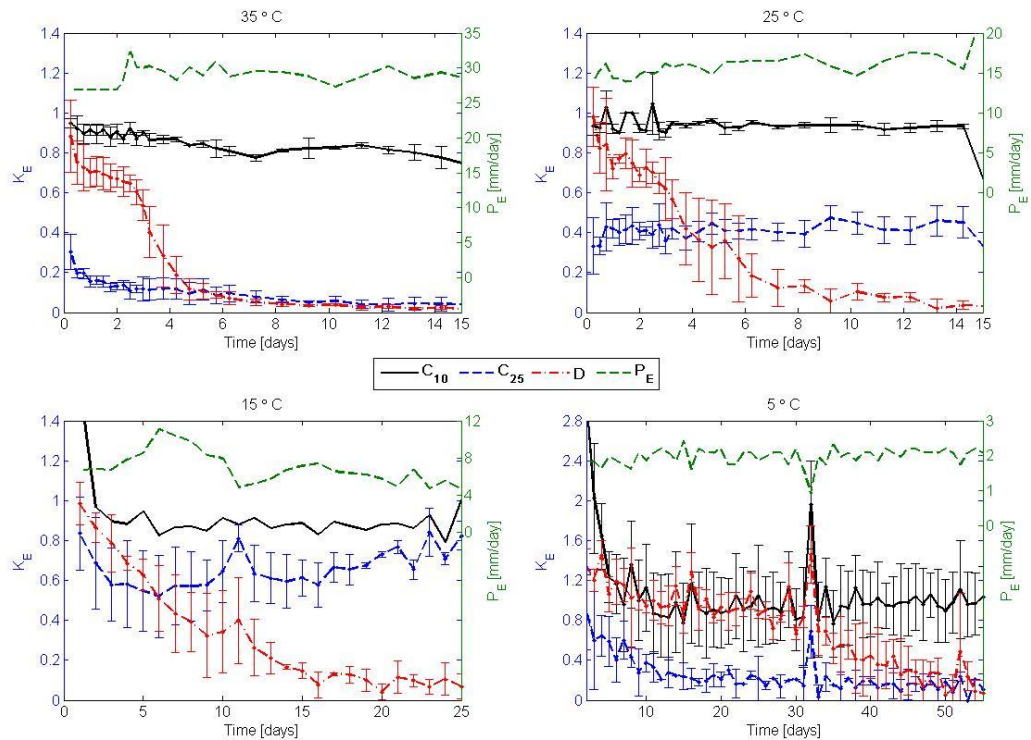 35 º C
25 º C
1.4
1.2
1
0.8
0.6
0.4
0.2
0
K_E
35
30
25
20
15
10
5
0
P_E [mm/day]
0 2 4 6 8 10 12 14 15
Time [days]
1.4
1.2
1
0.8
0.6
0.4
0.2
0
K_E
20
15
10
5
0
P_E [mm/day]
0 2 4 6 8 10 12 14 15
Time [days]
C_10 C_25 D P_E
15 º C
5 º C
1.4
1.2
1
0.8
0.6
0.4
0.2
0
K_E
12
8
4
0
P_E [mm/day]
0 5 10 15 20 25
Time [days]
2.8
2.4
2
1.6
1.2
0.8
0.4
0
K_E
3
2
1
0
P_E [mm/day]
10 20 30 40 50
Time [days]